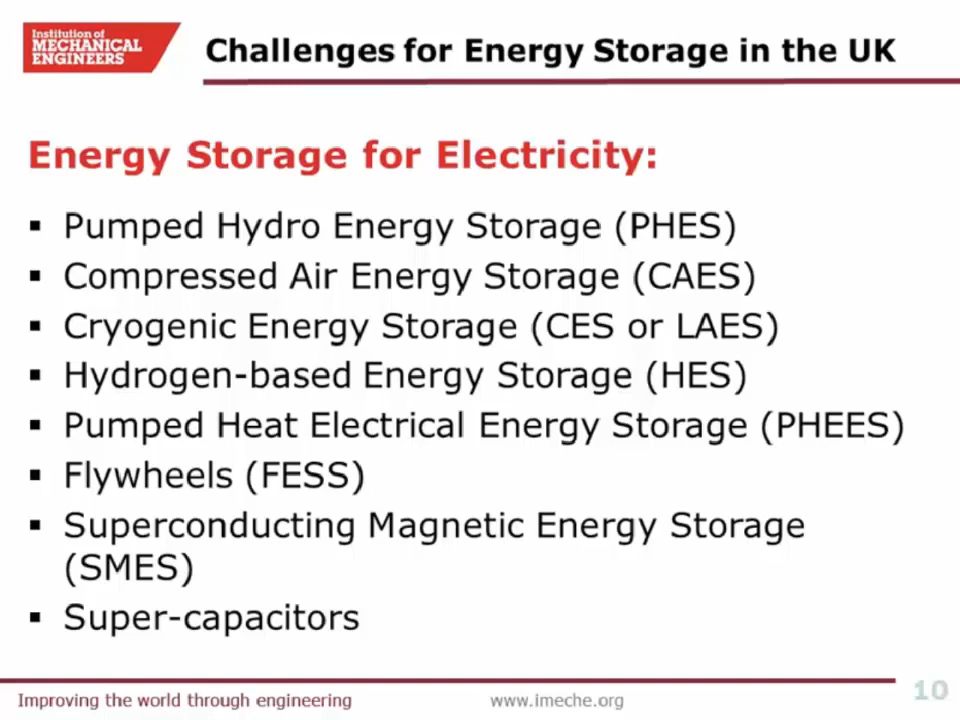 Institution of
MECHANICAL
ENGINEERS
Challenges for Energy Storage in the UK
Energy Storage for Electricity:
▪ Pumped Hydro Energy Storage (PHES)
▪ Compressed Air Energy Storage (CAES)
▪ Cryogenic Energy Storage (CES or LAES)
▪ Hydrogen-based Energy Storage (HES)
▪ Pumped Heat Electrical Energy Storage (PHEES)
▪ Flywheels (FESS)
▪ Superconducting Magnetic Energy Storage
(SMES)
▪ Super-capacitors
Improving the world through engineering
www.imeche.org
10